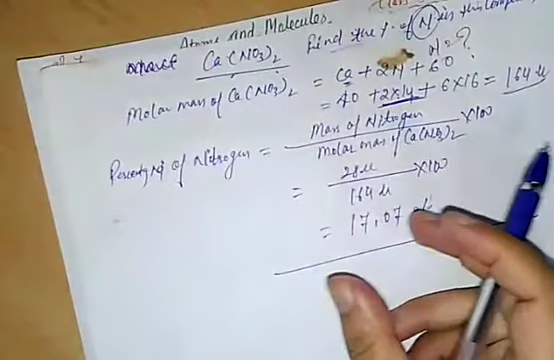 Atoms and Molecules.
Ca(NO3)2 Find the % of N in this
N = ?
Molar mass of Ca(NO3)2 = Ca + 2N + 6O
= 40 + 2x14 + 6x16 = 164 u
Percentage of Nitrogen = Mass of Nitrogen x100
Molar mass of Ca(NO3)2
= 28u x100
164 u
= 17.07 %